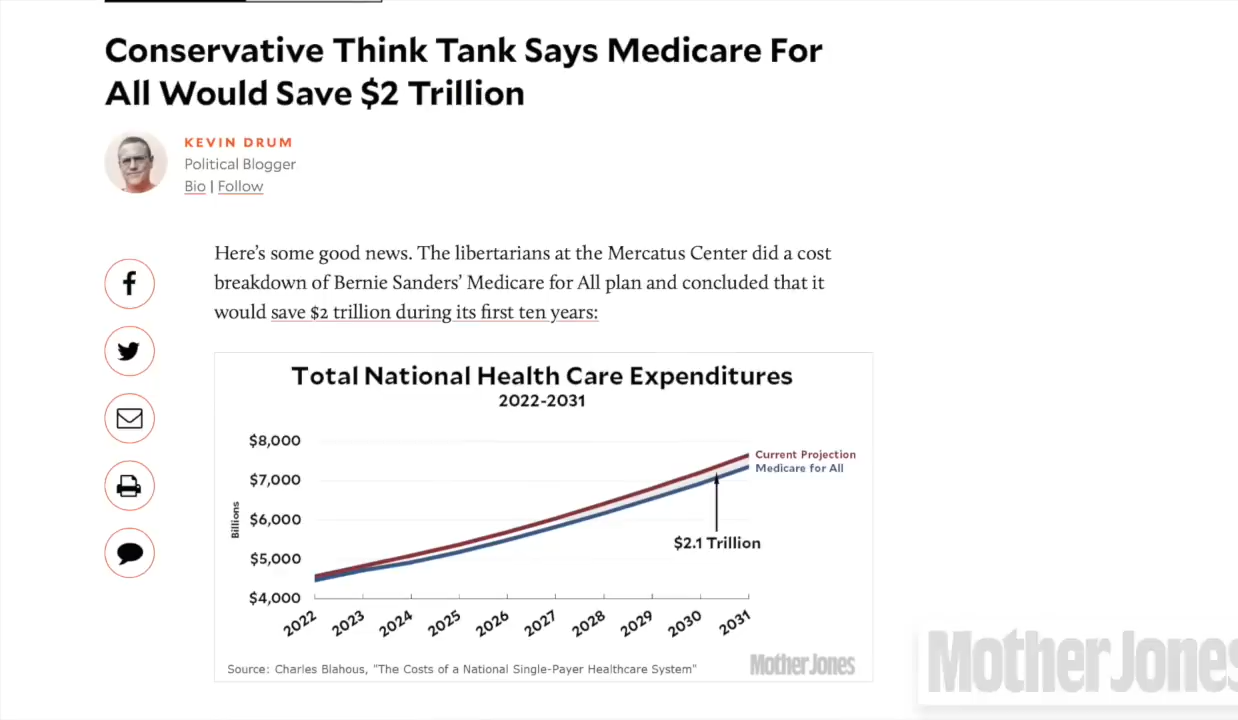 Conservative Think Tank Says Medicare For
All Would Save $2 Trillion
KEVIN DRUM
Political Blogger
Bio | Follow
Here’s some good news. The libertarians at the Mercatus Center did a cost
breakdown of Bernie Sanders’ Medicare for All plan and concluded that it
would save $2 trillion during its first ten years:
Total National Health Care Expenditures
2022-2031
$8,000
$7,000
$6,000
$5,000
$4,000
Billions
Current Projection
Medicare for All
$2.1 Trillion
2022 2023 2024 2025 2026 2027 2028 2029 2030 2031
Source: Charles Blahous, "The Costs of a National Single-Payer Healthcare System"
Mother Jones
Mother Jones